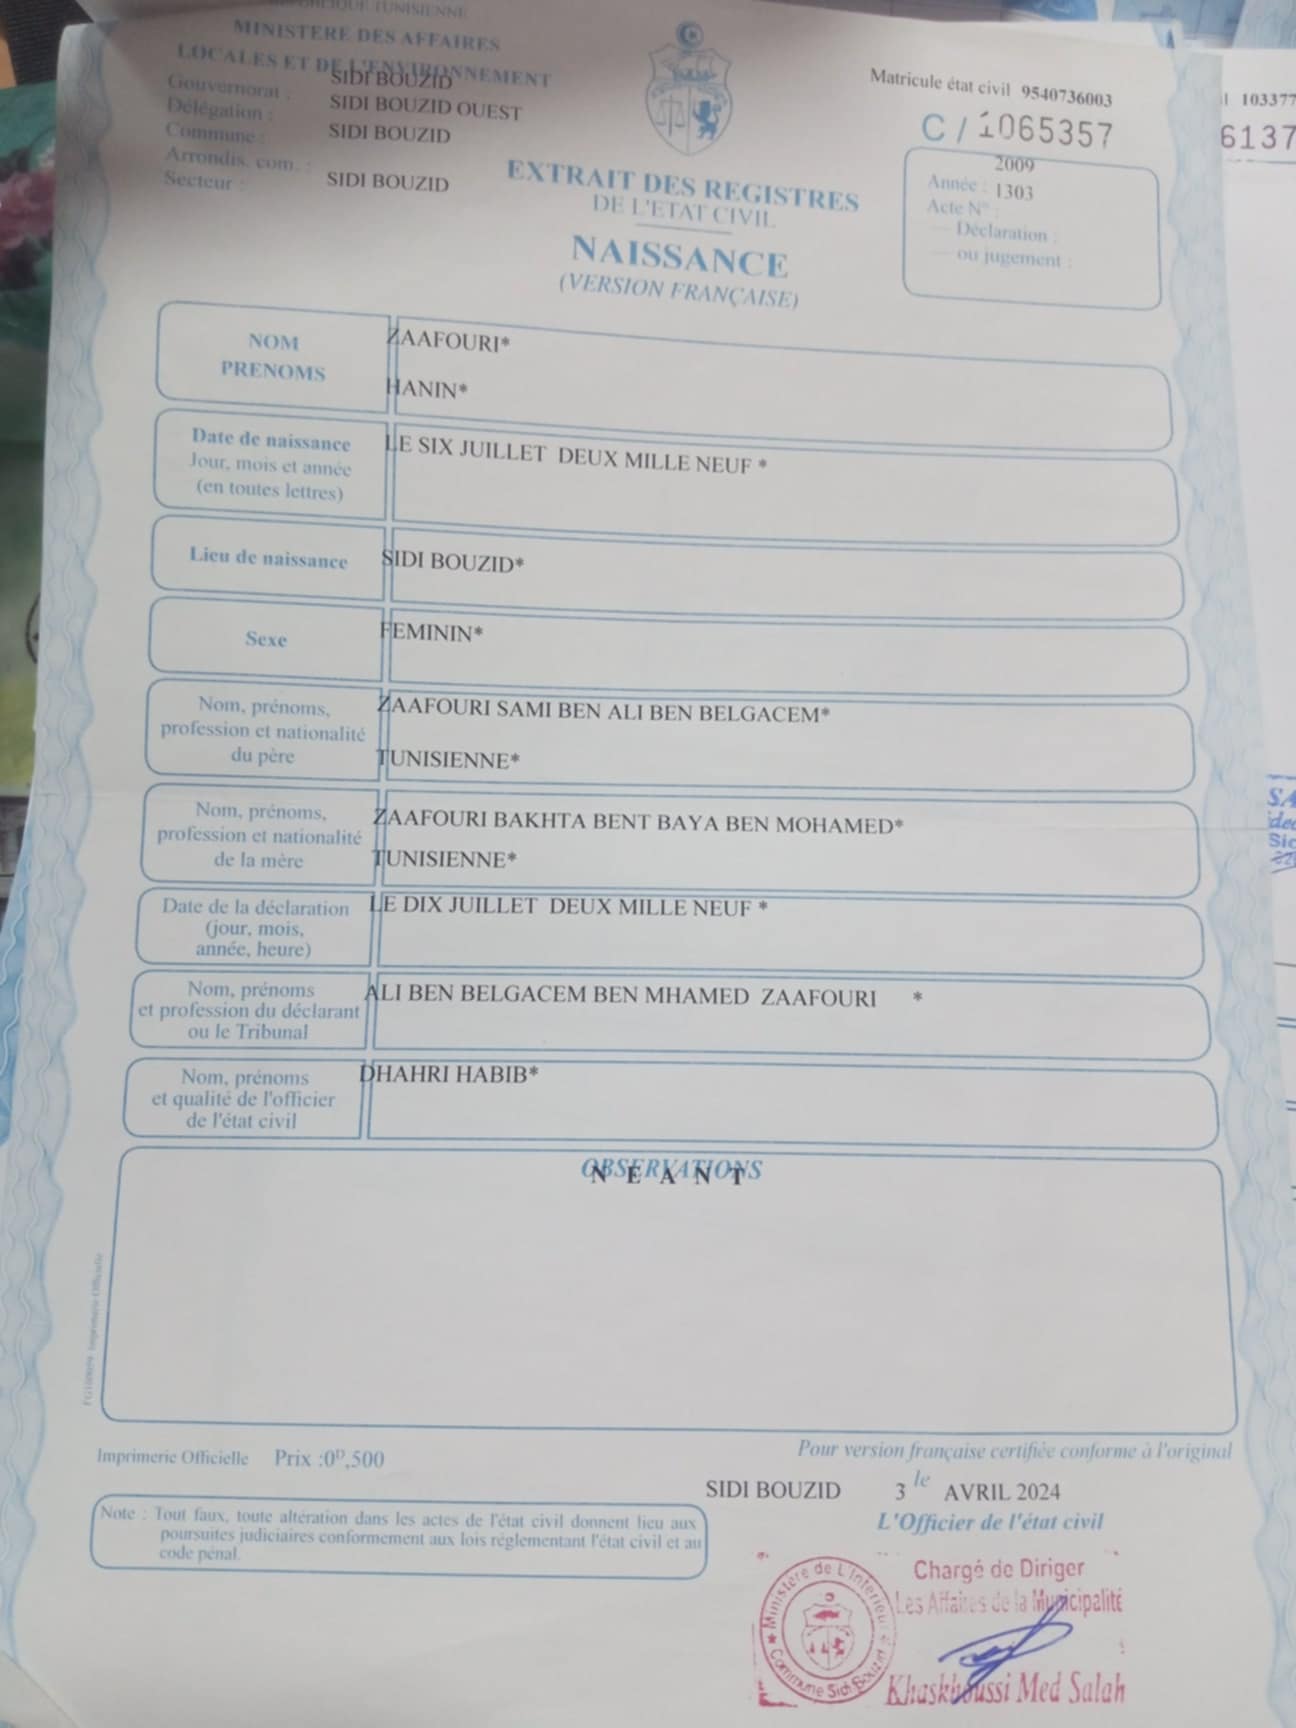 REPUBLIQUE TUNISIENNE
MINISTERE DES AFFAIRES
LOCALES ET DE L'ENVIRONNEMENT
Gouvernorat : SIDI BOUZID
Délégation : SIDI BOUZID OUEST
Commune : SIDI BOUZID
Arrondis. com. :
Secteur : SIDI BOUZID
Matricule état civil 9540736003
C / 1065357
2009
Année :
1303
Acte N° :
— Déclaration :
— ou jugement :
EXTRAIT DES REGISTRES
DE L'ETAT CIVIL
NAISSANCE
(VERSION FRANÇAISE)
NOM
PRENOMS
ZAAFOURI*
HANIN*
Date de naissance
Jour, mois et année
(en toutes lettres)
LE SIX JUILLET DEUX MILLE NEUF *
Lieu de naissance
SIDI BOUZID*
Sexe
FEMININ*
Nom, prénoms,
profession et nationalité
du père
ZAAFOURI SAMI BEN ALI BEN BELGACEM*
TUNISIENNE*
Nom, prénoms,
profession et nationalité
de la mère
ZAAFOURI BAKHTA BENT BAYA BEN MOHAMED*
TUNISIENNE*
Date de la déclaration
(jour, mois,
année, heure)
LE DIX JUILLET DEUX MILLE NEUF *
Nom, prénoms
et profession du déclarant
ou le Tribunal
ALI BEN BELGACEM BEN MHAMED ZAAFOURI *
Nom, prénoms
et qualité de l'officier
de l'état civil
DHAHRI HABIB*
OBSERVATIONS
N E A N T
Imprimerie Officielle Prix :0ᴰ,500
Pour version française certifiée conforme à l'original
SIDI BOUZID 3 le AVRIL 2024
L'Officier de l'état civil
Note : Tout faux, toute altération dans les actes de l'état civil donnent lieu aux
poursuites judiciaires conformement aux lois réglementant l'état civil et au
code pénal.
Chargé de Diriger
Les Affaires de la Municipalité
Khaskhoussi Med Salah
Ministère de L'Intérieur
Commune Sidi Bouzid
103377
6137